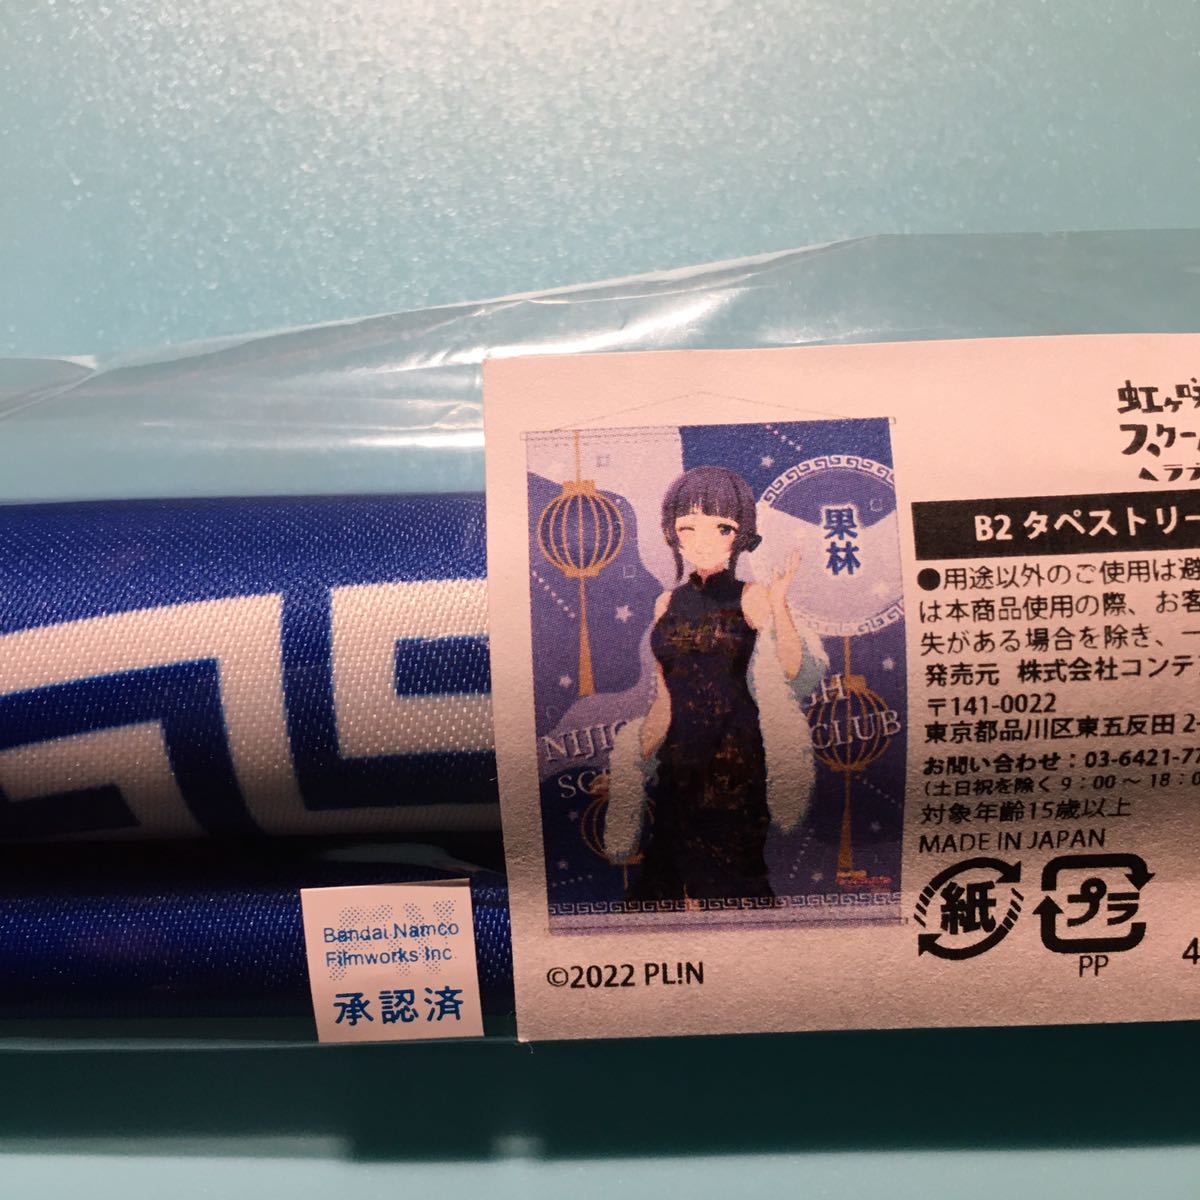 虹ヶ咲
スクール
B2 タペストリー
●用途以外のご使用は避
は本商品使用の際、お客
失がある場合を除き、一
発売元 株式会社コンテ
〒141-0022
東京都品川区東五反田 2-
お問い合わせ：03-6421-77
（土日祝を除く 9：00 ～ 18：0
対象年齢15歳以上
MADE IN JAPAN
紙
プラ
PP
4
果林
CLUB
©2022 PL!N
Bandai Namco
Filmworks Inc.
承認済